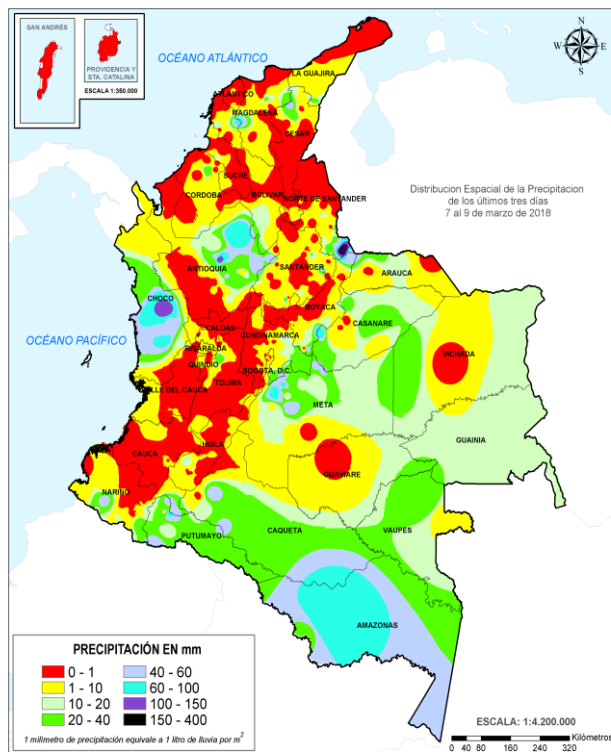 SAN ANDRÉS
PROVIDENCIA Y
STA. CATALINA
ESCALA 1:350.000
OCÉANO ATLÁNTICO
N
W
E
S
LA GUAJIRA
ATLANTICO
MAGDALENA
CESAR
SUCRE
CORDOBA
BOLIVAR
NORTE DE SANTANDER
Distribucion Espacial de la Precipitacion
de los últimos tres días
7 al 9 de marzo de 2018
ANTIOQUIA
SANTANDER
ARAUCA
CHOCO
BOYACA
OCÉANO PACÍFICO
CALDAS
CUNDINAMARCA
CASANARE
RISARALDA
VICHADA
QUINDIO
BOGOTA, D.C.
VALLE DEL CAUCA
TOLIMA
META
GUAINIA
CAUCA
HUILA
GUAVIARE
NARIÑO
PUTUMAYO
CAQUETA
VAUPES
AMAZONAS
PRECIPITACIÓN EN mm
0 - 1
40 - 60
1 - 10
60 - 100
10 - 20
100 - 150
20 - 40
150 - 400
1 milimetro de precipitación equivale a 1 litro de lluvia por m²
ESCALA: 1:4.200.000
Kilómetros
0 40 80 160 240 320